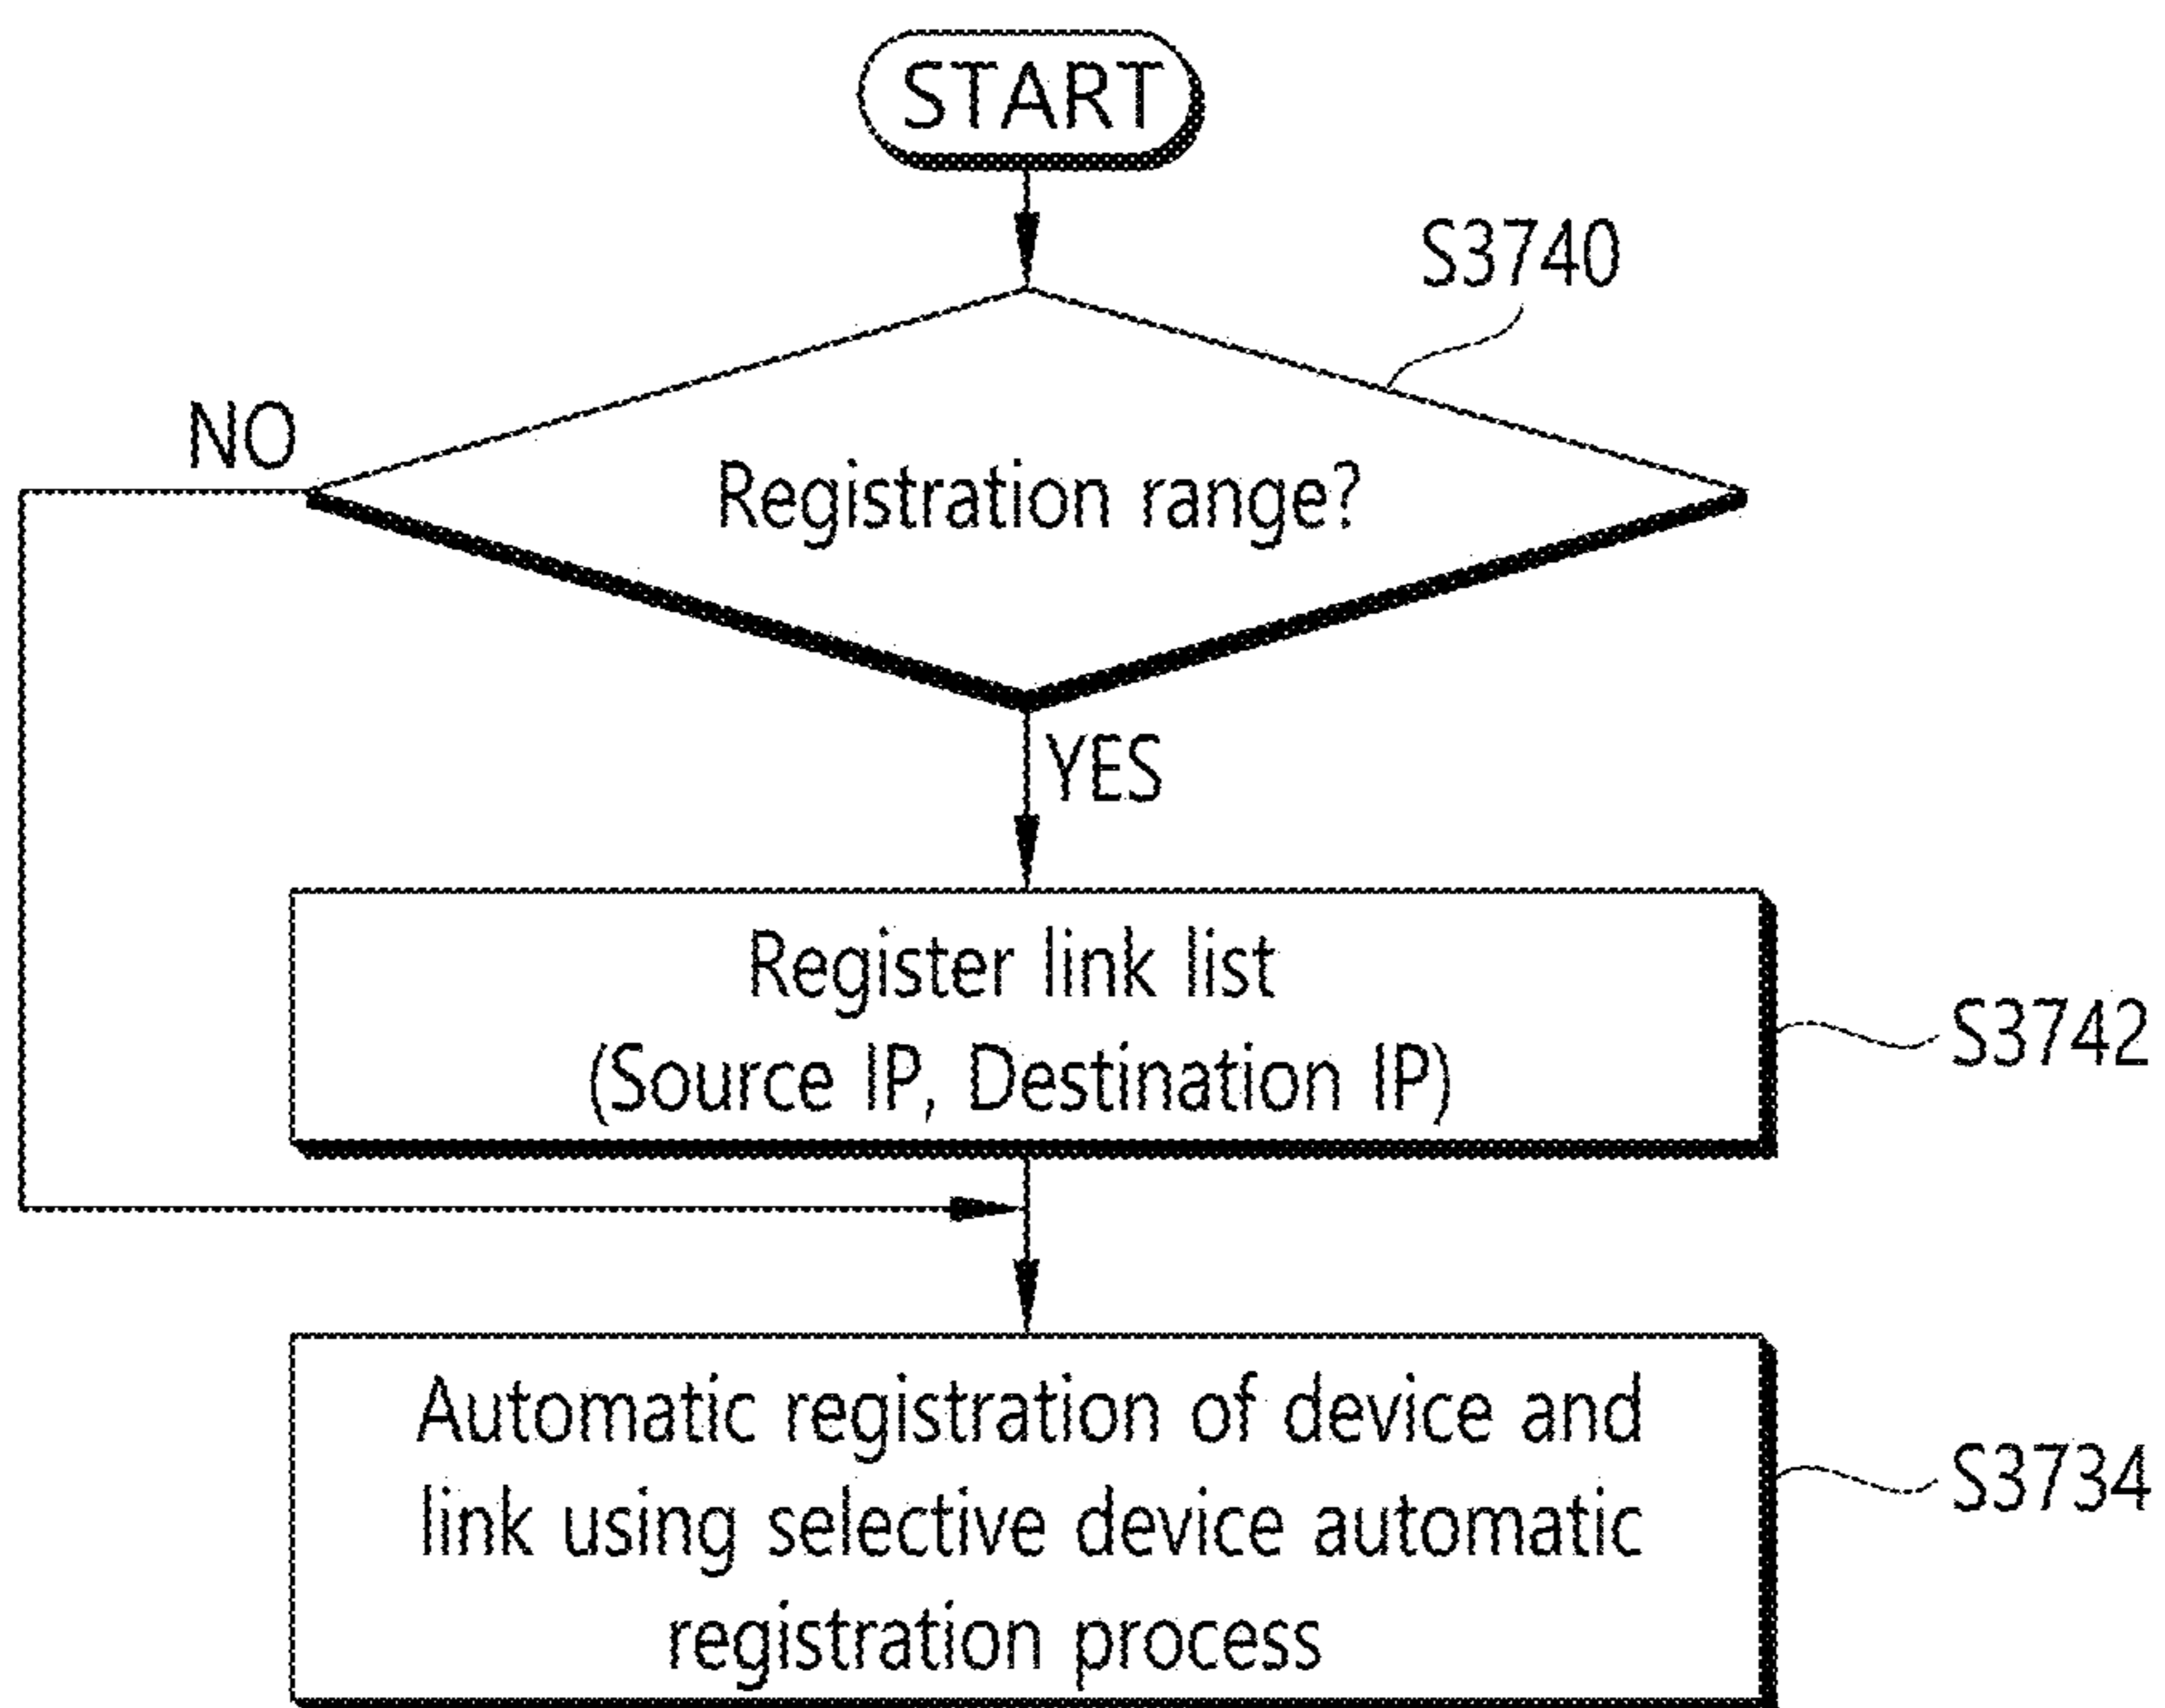 START
S3740
NO
Registration range?
YES
Register link list
(Source IP, Destination IP)
S3742
Automatic registration of device and
link using selective device automatic
registration process
S3734